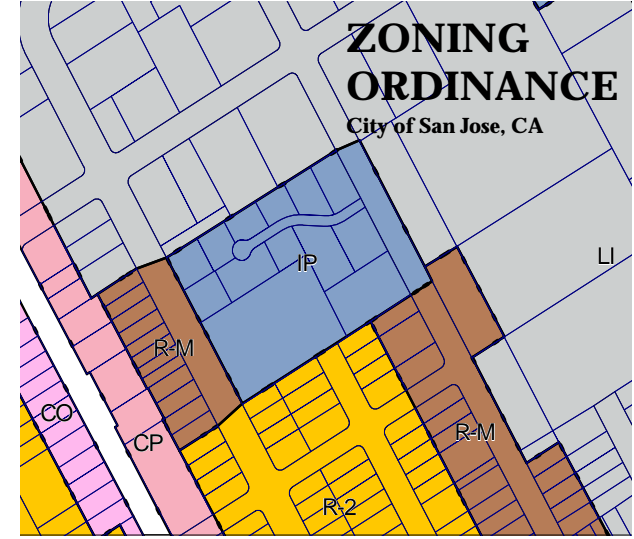 ZONING
ORDINANCE
City of San Jose, CA
LI
IP
R-M
CO
CP
R-M
R-2